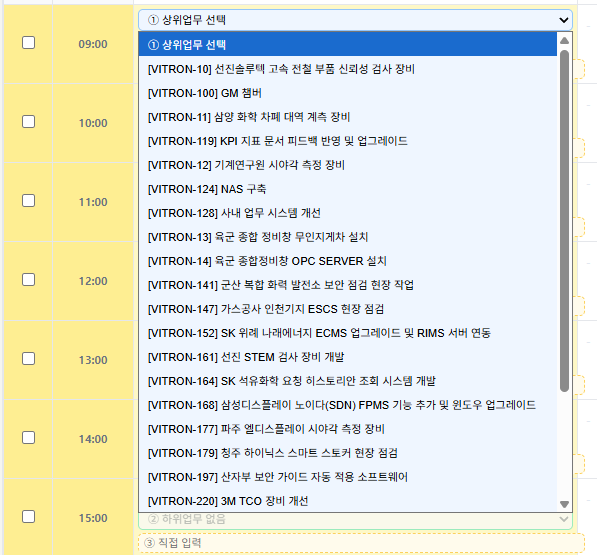 ① 상위업무 선택
09:00
① 상위업무 선택
[VITRON-10] 선진솔루텍 고속 전철 부품 신뢰성 검사 장비
[VITRON-100] GM 챔버
10:00
[VITRON-11] 삼양 화학 차폐 대역 계측 장비
[VITRON-119] KPI 지표 문서 피드백 반영 및 업그레이드
[VITRON-12] 기계연구원 시야각 측정 장비
[VITRON-124] NAS 구축
11:00
[VITRON-128] 사내 업무 시스템 개선
[VITRON-13] 육군 종합 정비창 무인지게차 설치
[VITRON-14] 육군 종합정비창 OPC SERVER 설치
12:00
[VITRON-141] 군산 복합 화력 발전소 보안 점검 현장 작업
[VITRON-147] 가스공사 인천기지 ESCS 현장 점검
[VITRON-152] SK 위례 나래에너지 ECMS 업그레이드 및 RIMS 서버 연동
13:00
[VITRON-161] 선진 STEM 검사 장비 개발
[VITRON-164] SK 석유화학 요청 히스토리안 조회 시스템 개발
[VITRON-168] 삼성디스플레이 노이다(SDN) FPMS 기능 추가 및 윈도우 업그레이드
14:00
[VITRON-177] 파주 엘디스플레이 시야각 측정 장비
[VITRON-179] 청주 하이닉스 스마트 스토커 현장 점검
[VITRON-197] 산자부 보안 가이드 자동 적용 소프트웨어
[VITRON-220] 3M TCO 장비 개선
15:00
② 하위업무 없음
③ 직접 입력